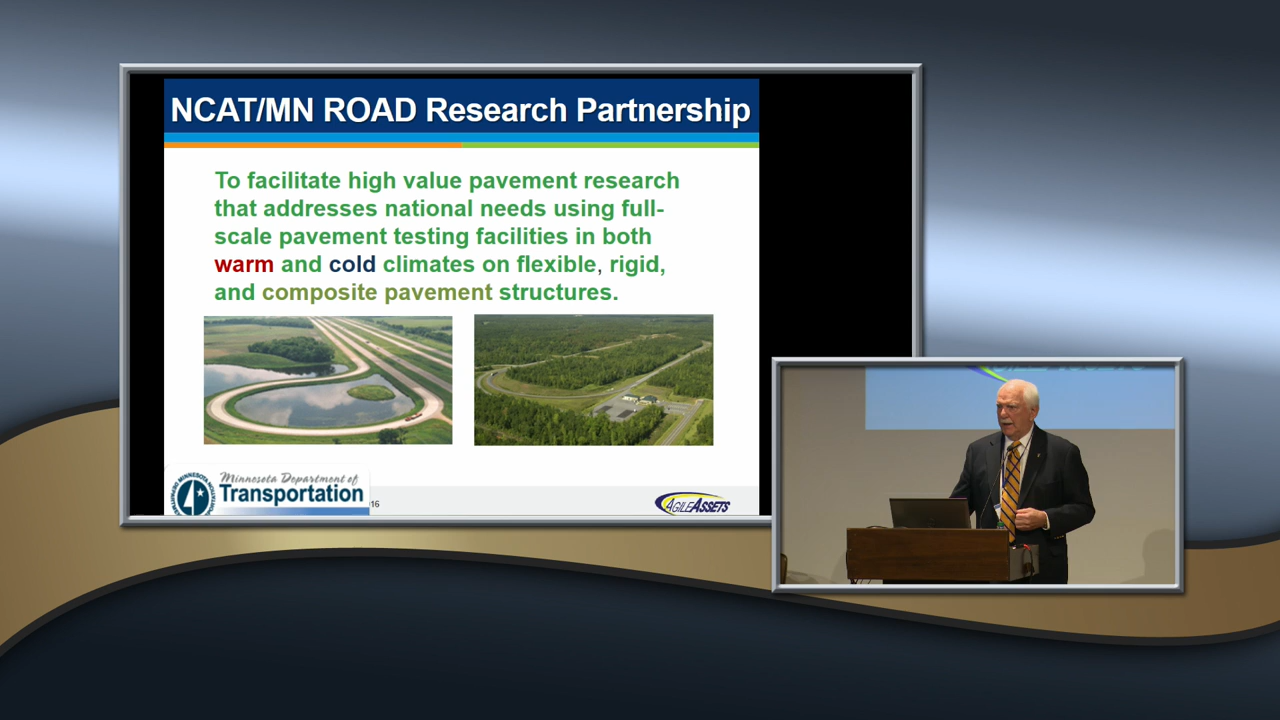 NCAT/MN ROAD Research Partnership
To facilitate high value pavement research
that addresses national needs using full-
scale pavement testing facilities in both
warm and cold climates on flexible, rigid,
and composite pavement structures.
Minnesota Department of
Transportation
16
AGILEASSETS